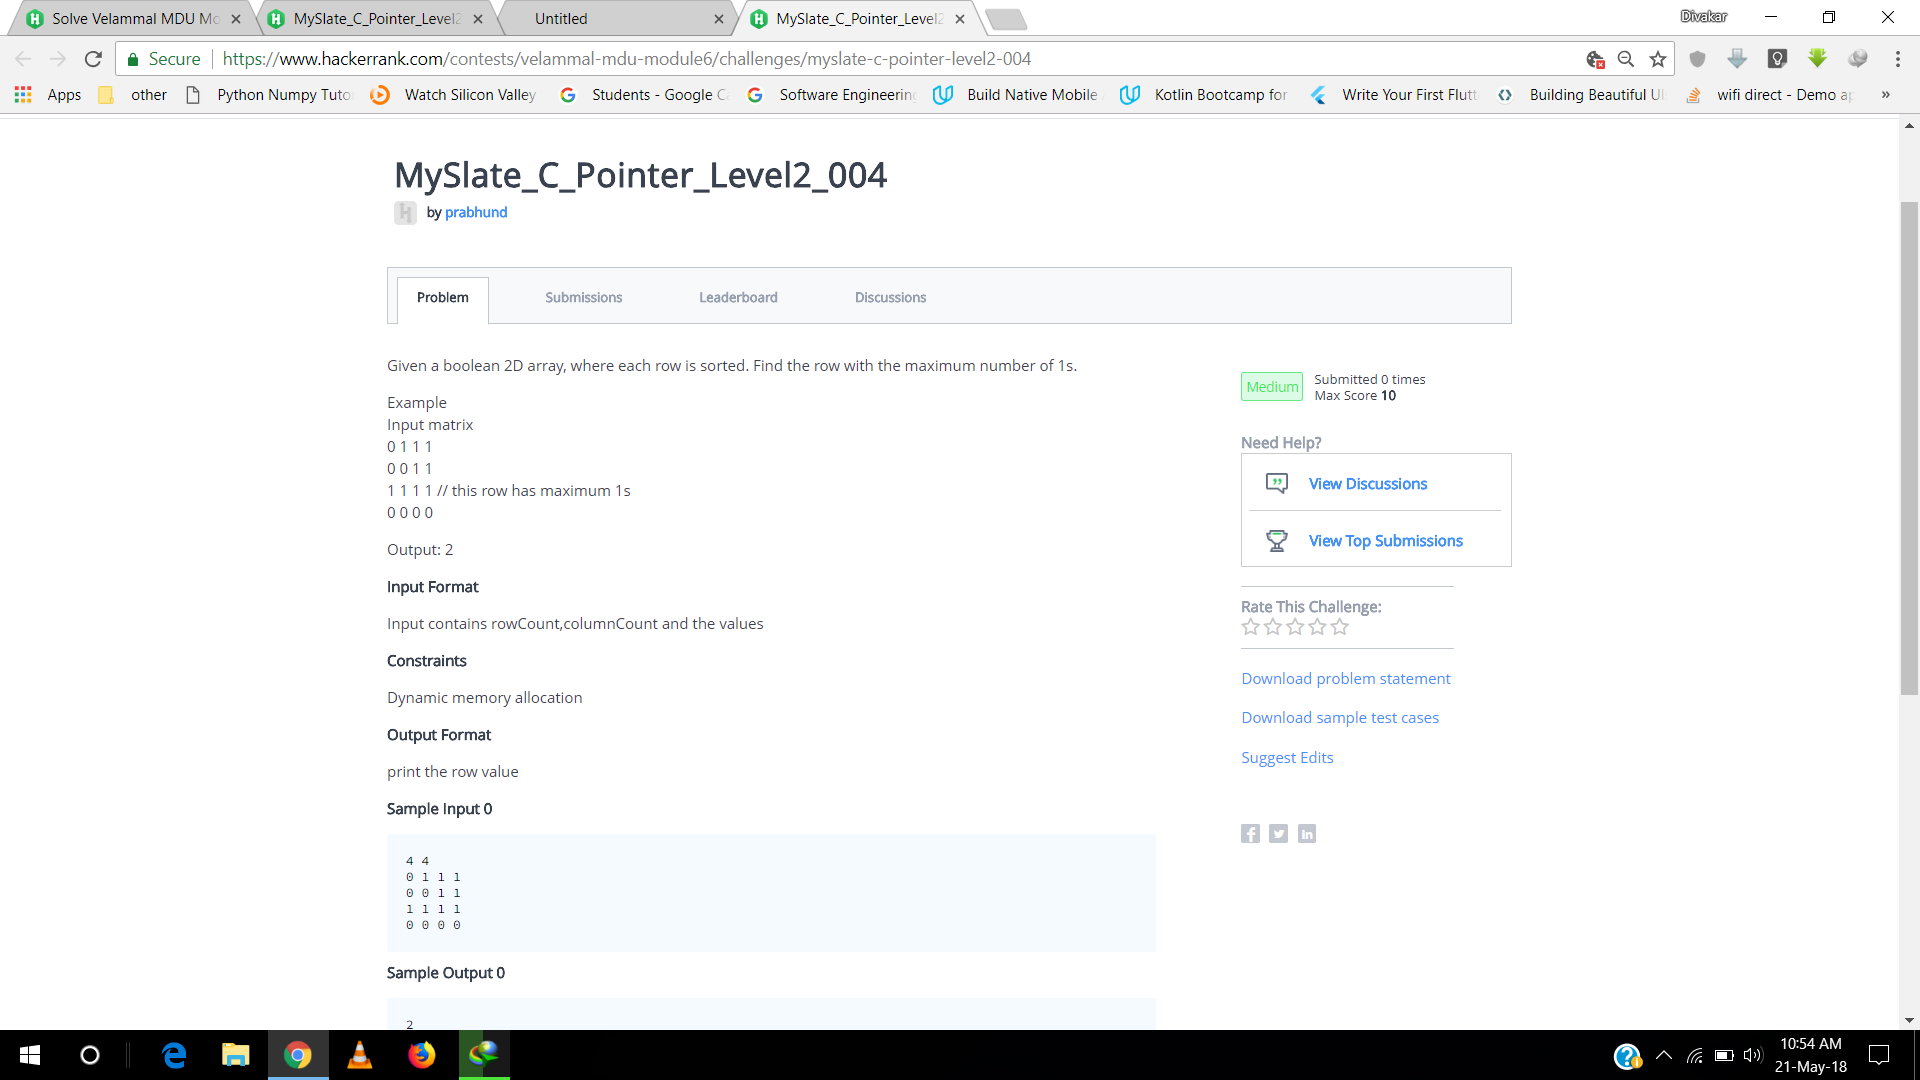 Solve Velammal MDU Mo
MySlate_C_Pointer_Level2
Untitled
MySlate_C_Pointer_Level2
Divakar
Secure
https://www.hackerrank.com/contests/velammal-mdu-module6/challenges/myslate-c-pointer-level2-004
Apps
other
Python Numpy Tuto
Watch Silicon Valley
Students - Google C
Software Engineering
Build Native Mobile
Kotlin Bootcamp for
Write Your First Flutt
Building Beautiful UI
wifi direct - Demo ap
»
MySlate_C_Pointer_Level2_004
by prabhund
Problem
Submissions
Leaderboard
Discussions
Given a boolean 2D array, where each row is sorted. Find the row with the maximum number of 1s.
Example
Input matrix
0 1 1 1
0 0 1 1
1 1 1 1 // this row has maximum 1s
0 0 0 0
Output: 2
Input Format
Input contains rowCount,columnCount and the values
Constraints
Dynamic memory allocation
Output Format
print the row value
Sample Input 0
4 4
0 1 1 1
0 0 1 1
1 1 1 1
0 0 0 0
Sample Output 0
2
Medium
Submitted 0 times
Max Score 10
Need Help?
View Discussions
View Top Submissions
Rate This Challenge:
Download problem statement
Download sample test cases
Suggest Edits
10:54 AM
21-May-18